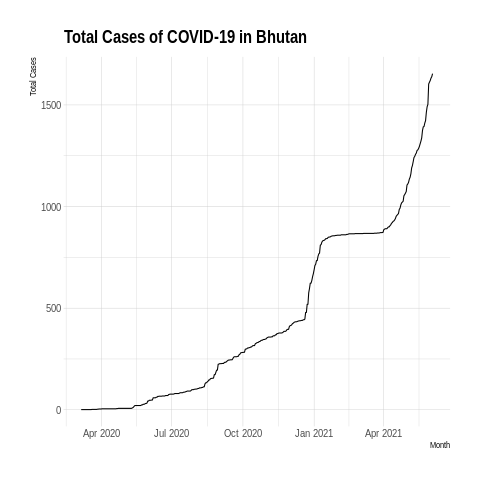 Total Cases of COVID-19 in Bhutan
Total Cases
1500
1000
500
0
Apr 2020 Jul 2020 Oct 2020 Jan 2021 Apr 2021
Month